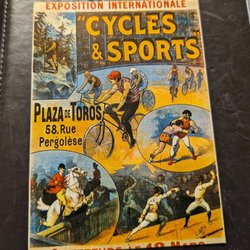 EXPOSITION INTERNATIONALE
"CYCLES
& SPORTS"
PLAZA DE TOROS
58, Rue
Pergolèse